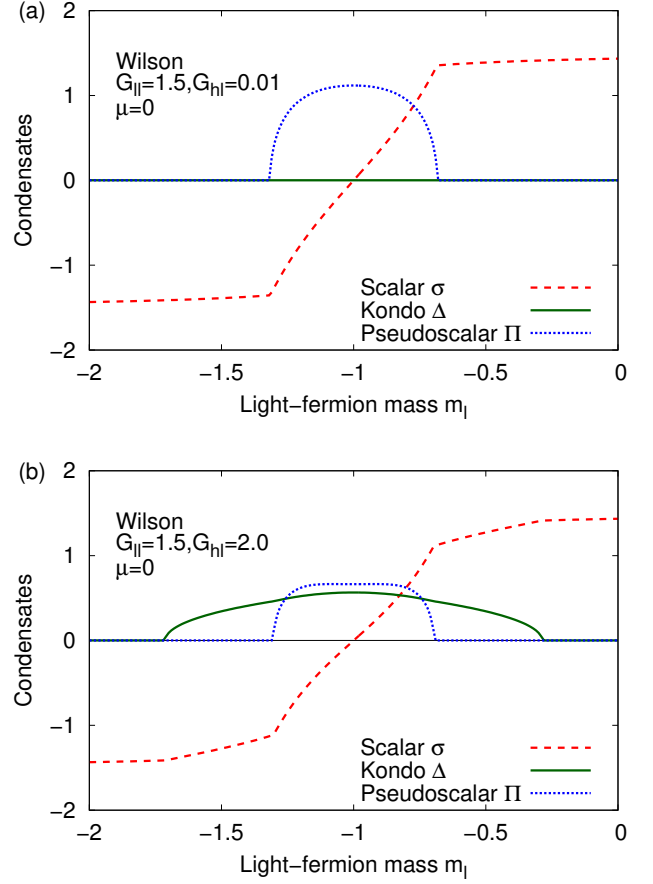 (a)
2
1
0
−1
−2
Condensates
Wilson
G_ll=1.5,G_hl=0.01
μ=0
Scalar σ
Kondo Δ
Pseudoscalar Π
−2 −1.5 −1 −0.5 0
Light−fermion mass m_l
(b)
2
1
0
−1
−2
Condensates
Wilson
G_ll=1.5,G_hl=2.0
μ=0
Scalar σ
Kondo Δ
Pseudoscalar Π
−2 −1.5 −1 −0.5 0
Light−fermion mass m_l